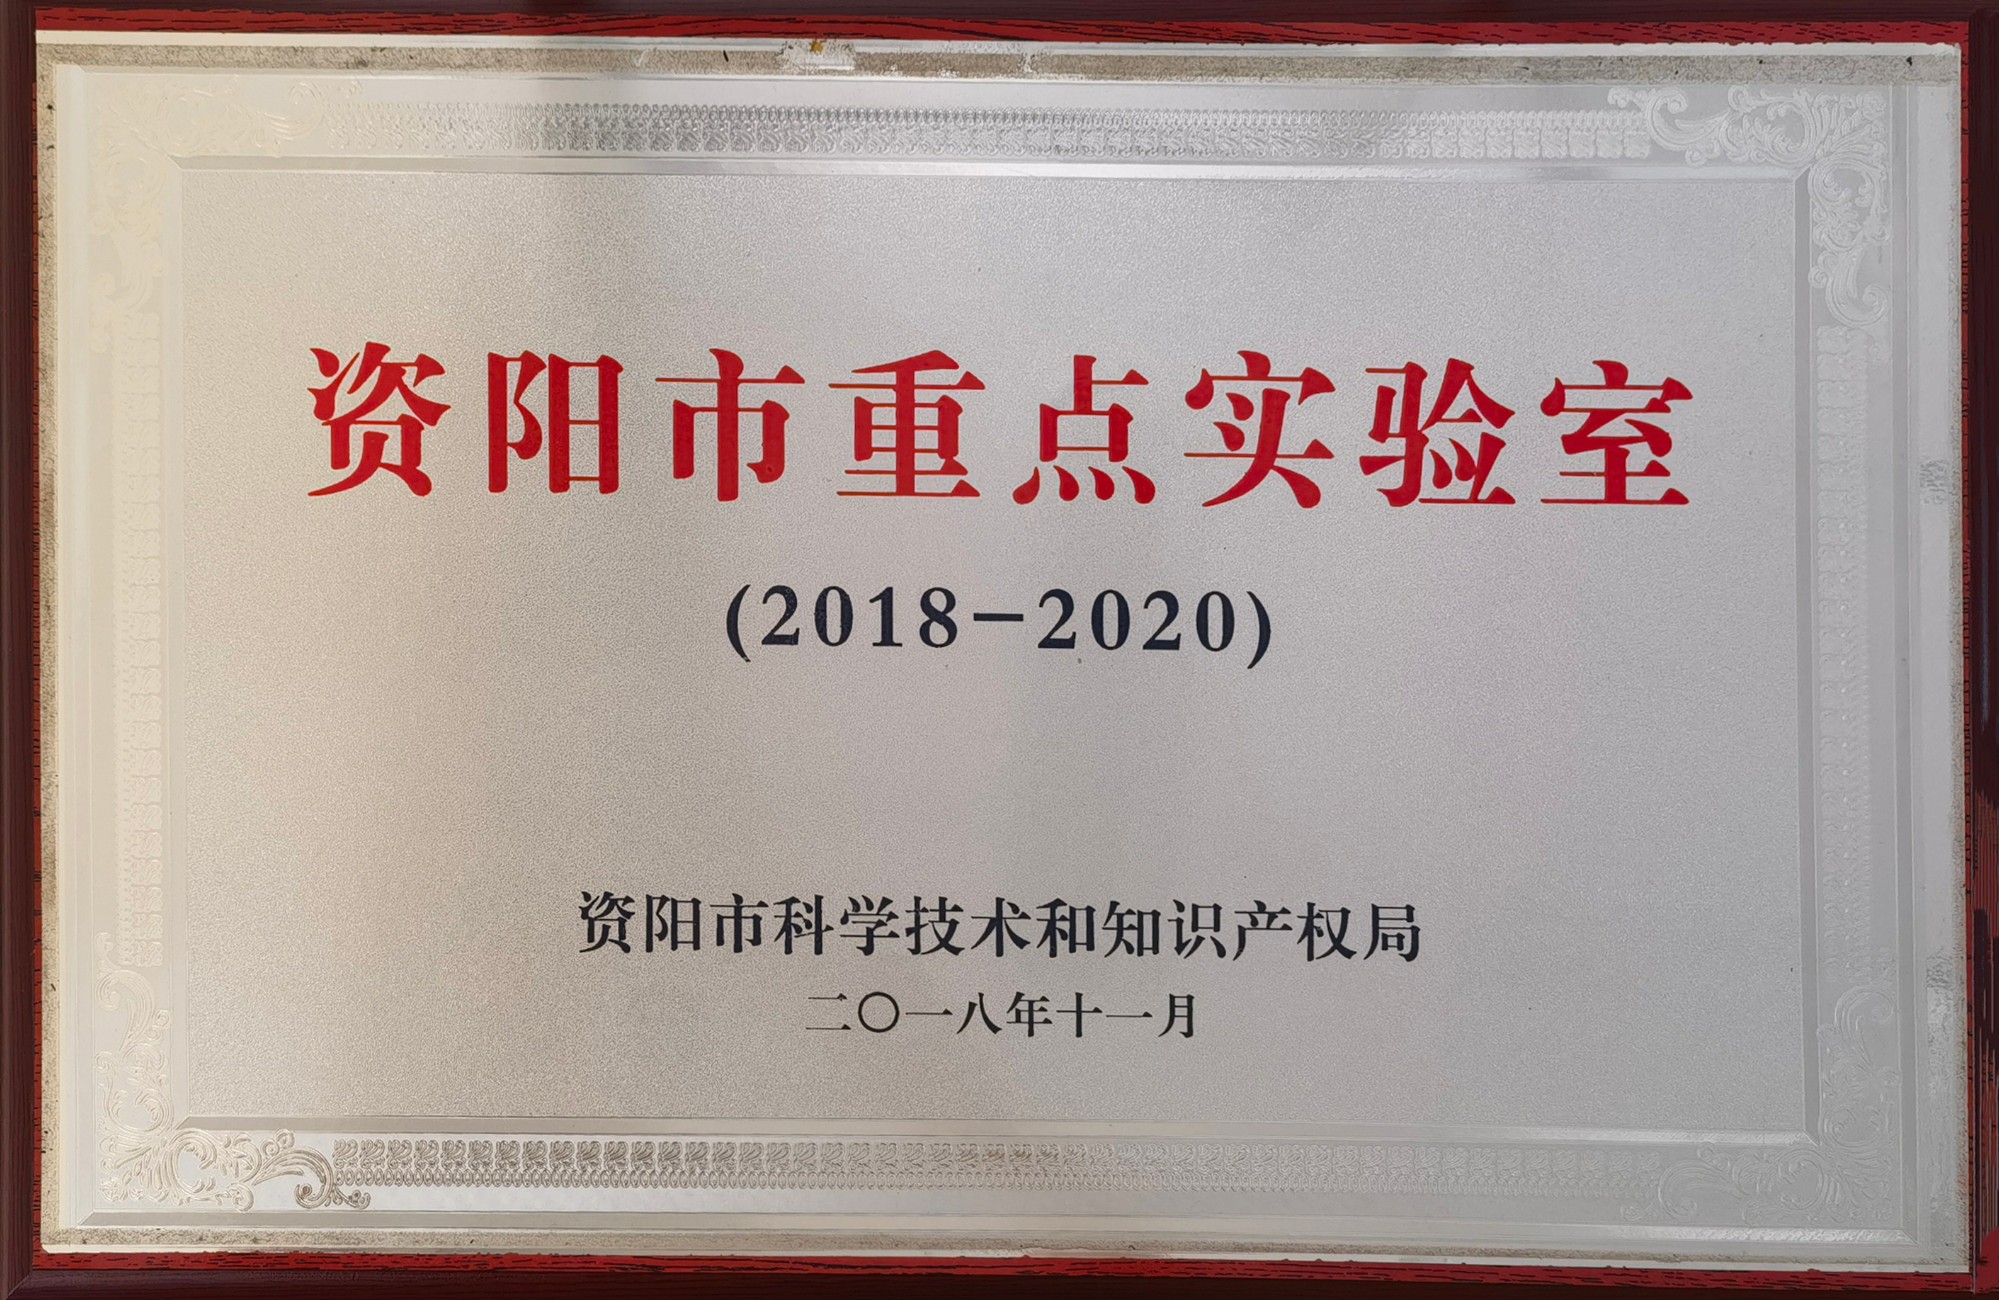 资阳市重点实验室
(2018-2020)
资阳市科学技术和知识产权局
二〇一八年十一月